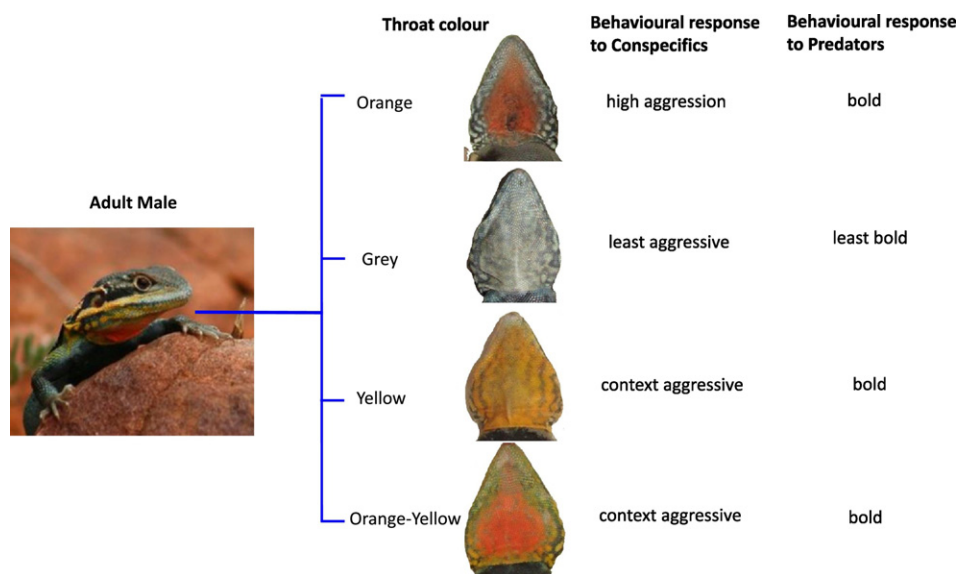 Throat colour
Behavioural response
to Conspecifics
Behavioural response
to Predators
Orange
high aggression
bold
Adult Male
Grey
least aggressive
least bold
Yellow
context aggressive
bold
Orange-Yellow
context aggressive
bold